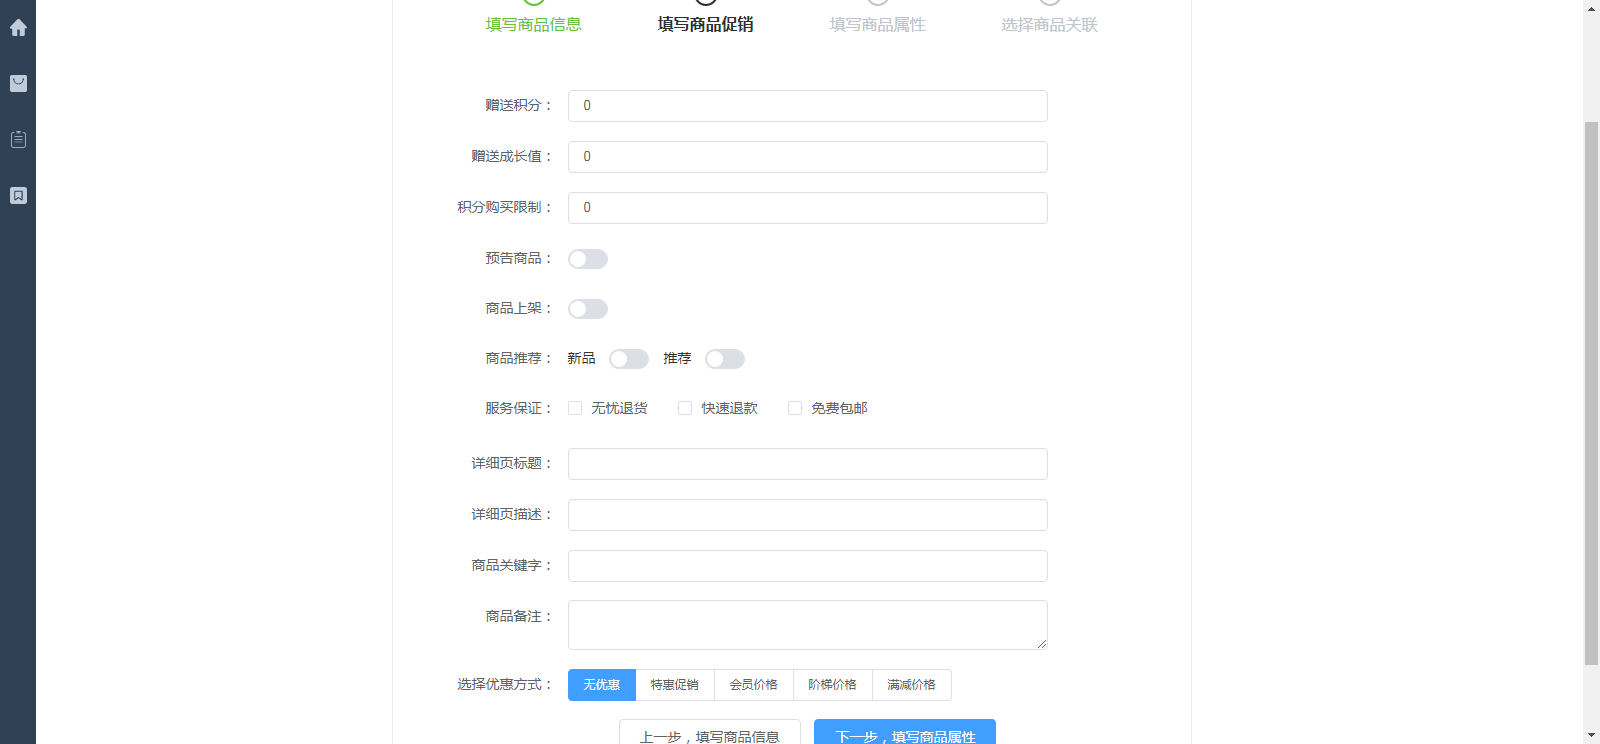 填写商品信息 填写商品促销 填写商品属性 选择商品关联
赠送积分： 0
赠送成长值： 0
积分购买限制： 0
预告商品：
商品上架：
商品推荐： 新品 推荐
服务保证： 无忧退货 快速退款 免费包邮
详细页标题：
详细页描述：
商品关键字：
商品备注：
选择优惠方式： 无优惠 特惠促销 会员价格 阶梯价格 满减价格
上一步，填写商品信息 下一步，填写商品属性